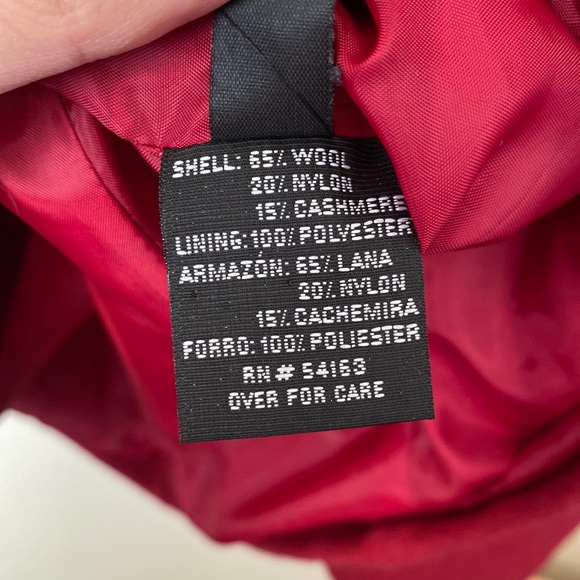 SHELL: 65% WOOL
20% NYLON
15% CASHMERE
LINING: 100% POLYESTER
ARMAZÓN: 65% LANA
20% NYLON
15% CACHEMIRA
FORRO: 100% POLIESTER
RN# 54163
OVER FOR CARE